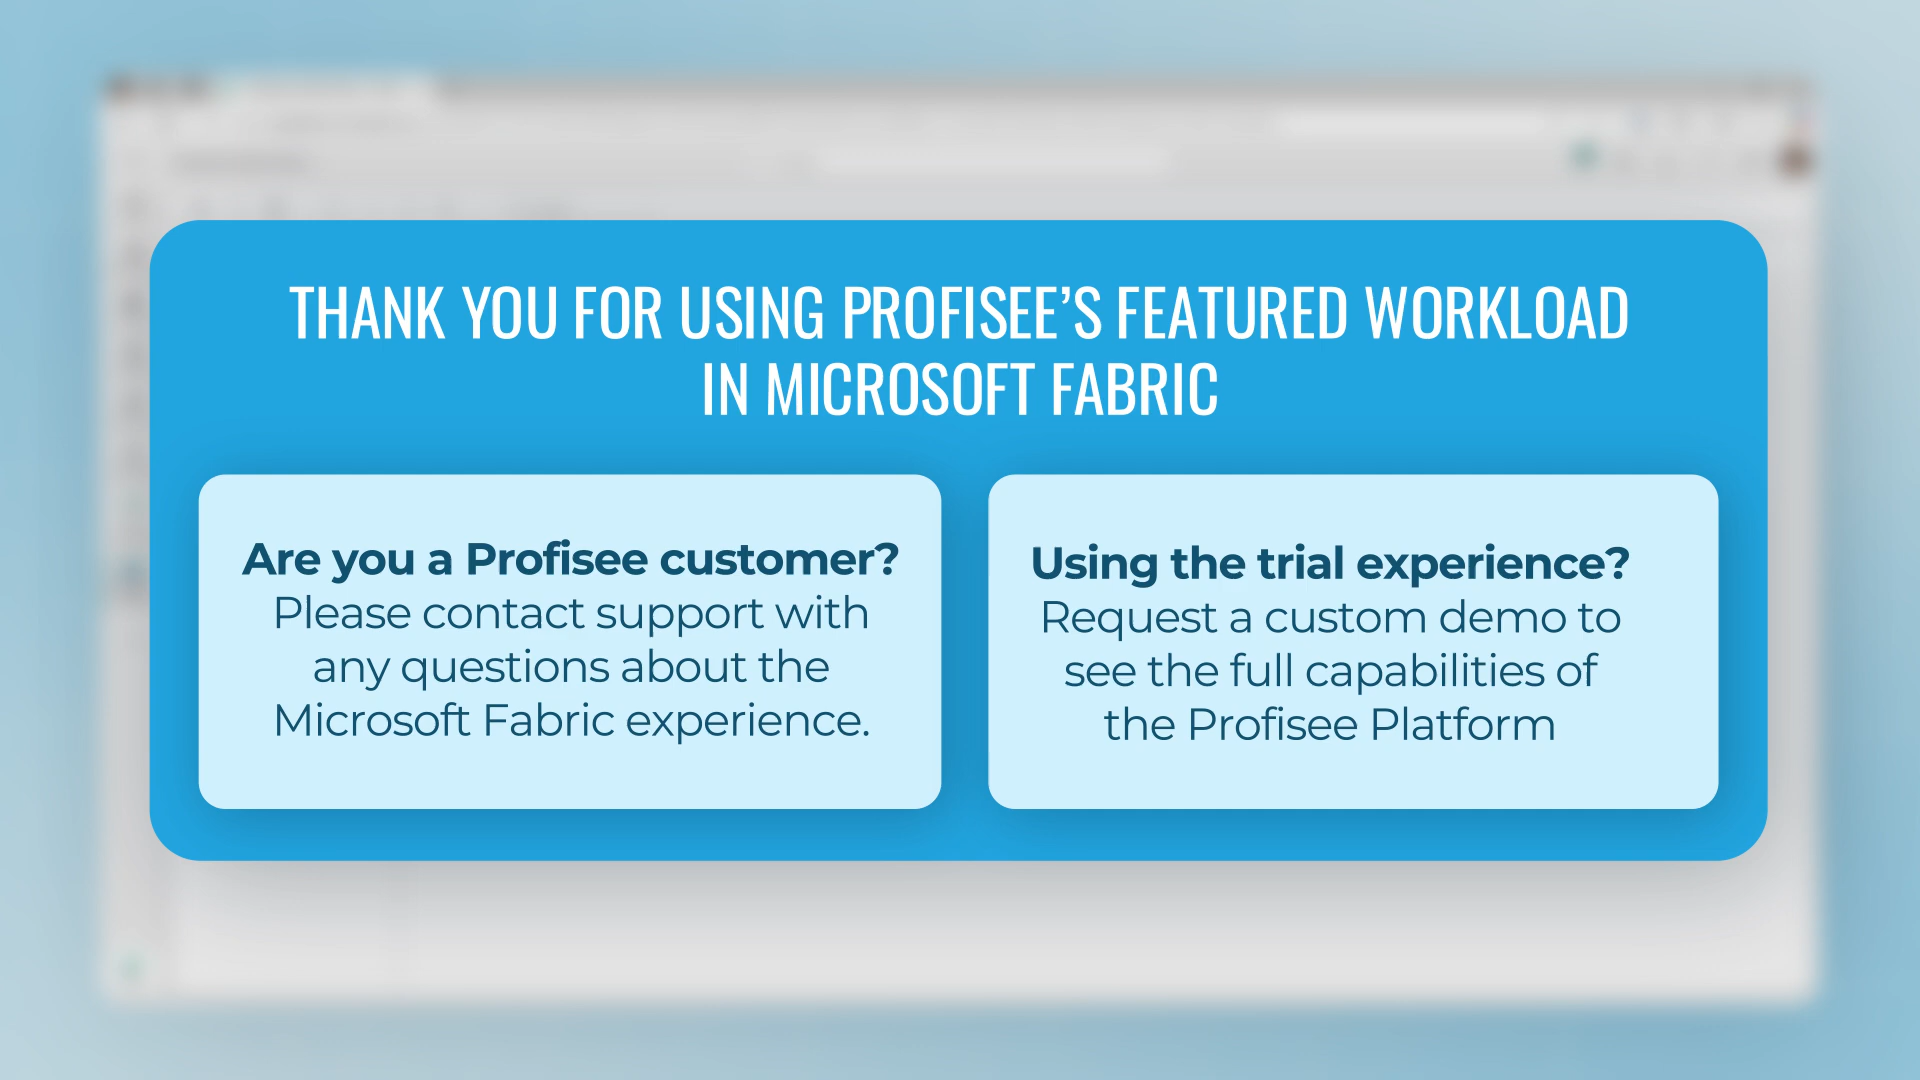 THANK YOU FOR USING PROFISEE’S FEATURED WORKLOAD
IN MICROSOFT FABRIC
Are you a Profisee customer?
Please contact support with
any questions about the
Microsoft Fabric experience.
Using the trial experience?
Request a custom demo to
see the full capabilities of
the Profisee Platform